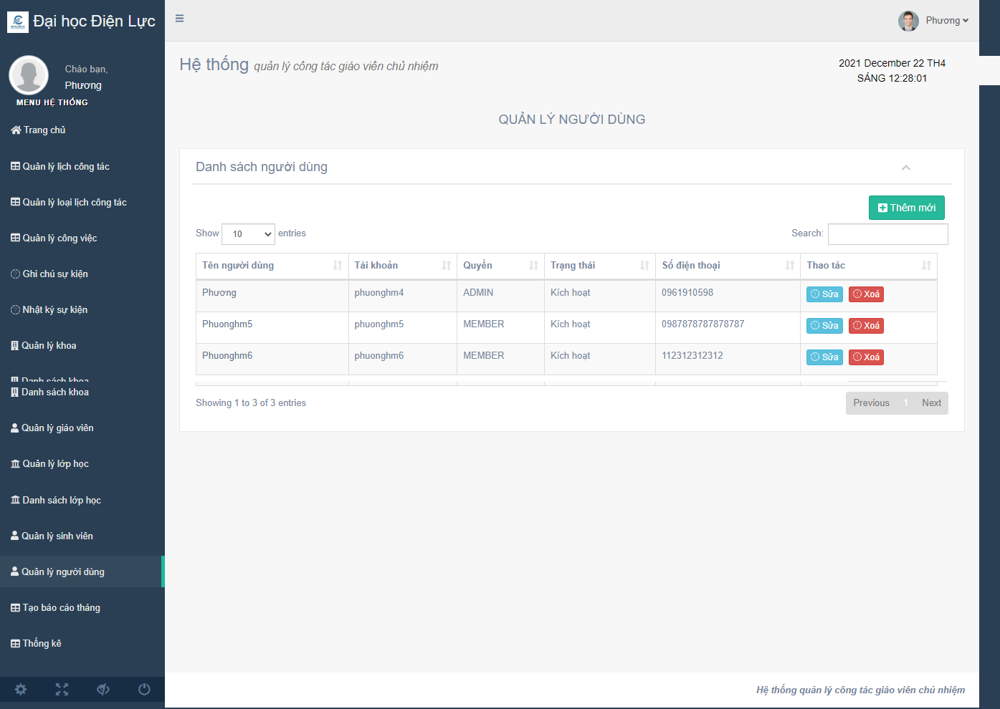 Đại học Điện Lực
Phương
Chào bạn,
Phương
MENU HỆ THỐNG
Trang chủ
Quản lý lịch công tác
Quản lý loại lịch công tác
Quản lý công việc
Ghi chú sự kiện
Nhật ký sự kiện
Quản lý khoa
Danh sách khoa
Danh sách khoa
Quản lý giáo viên
Quản lý lớp học
Danh sách lớp học
Quản lý sinh viên
Quản lý người dùng
Tạo báo cáo tháng
Thống kê
Hệ thống quản lý công tác giáo viên chủ nhiệm
2021 December 22 TH4
SÁNG 12:28:01
QUẢN LÝ NGƯỜI DÙNG
Danh sách người dùng
Thêm mới
Show 10 entries
Search:
Tên người dùng Tài khoản Quyền Trạng thái Số điện thoại Thao tác
Phương phuonghm4 ADMIN Kích hoạt 0961910598 Sửa Xoá
Phuonghm5 phuonghm5 MEMBER Kích hoạt 0987878787878787 Sửa Xoá
Phuonghm6 phuonghm6 MEMBER Kích hoạt 112312312312 Sửa Xoá
Showing 1 to 3 of 3 entries
Previous 1 Next
Hệ thống quản lý công tác giáo viên chủ nhiệm